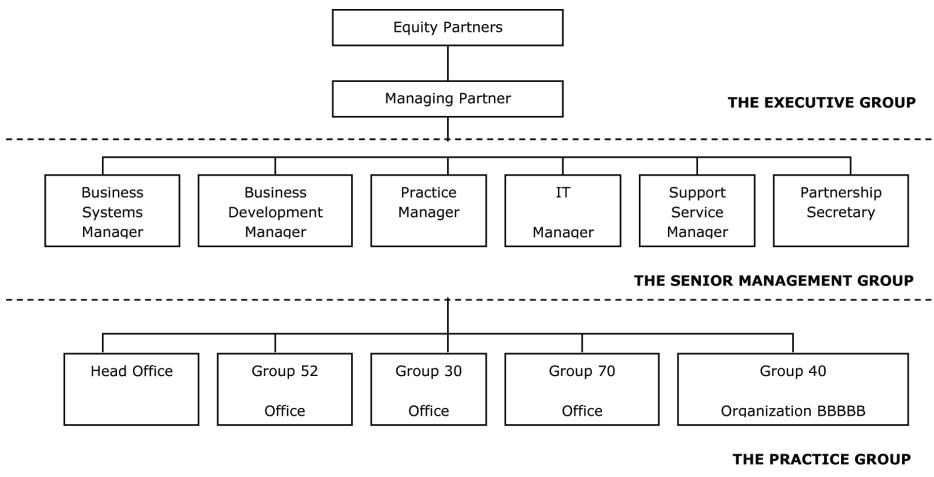 Equity Partners
Managing Partner
THE EXECUTIVE GROUP
Business
Systems
Manager
Business
Development
Manager
Practice
Manager
IT
Manager
Support
Service
Manager
Partnership
Secretary
THE SENIOR MANAGEMENT GROUP
Head Office
Group 52
Office
Group 30
Office
Group 70
Office
Group 40
Organization BBBBB
THE PRACTICE GROUP